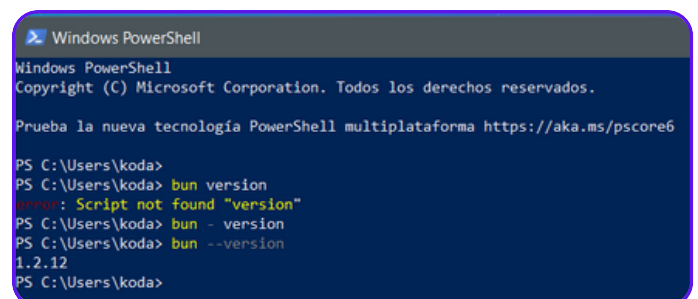 Windows PowerShell
Windows PowerShell
Copyright (C) Microsoft Corporation. Todos los derechos reservados.
Prueba la nueva tecnología PowerShell multiplataforma https://aka.ms/pscore6
PS C:\Users\koda>
PS C:\Users\koda> bun version
error: Script not found "version"
PS C:\Users\koda> bun - version
PS C:\Users\koda> bun --version
1.2.12
PS C:\Users\koda>